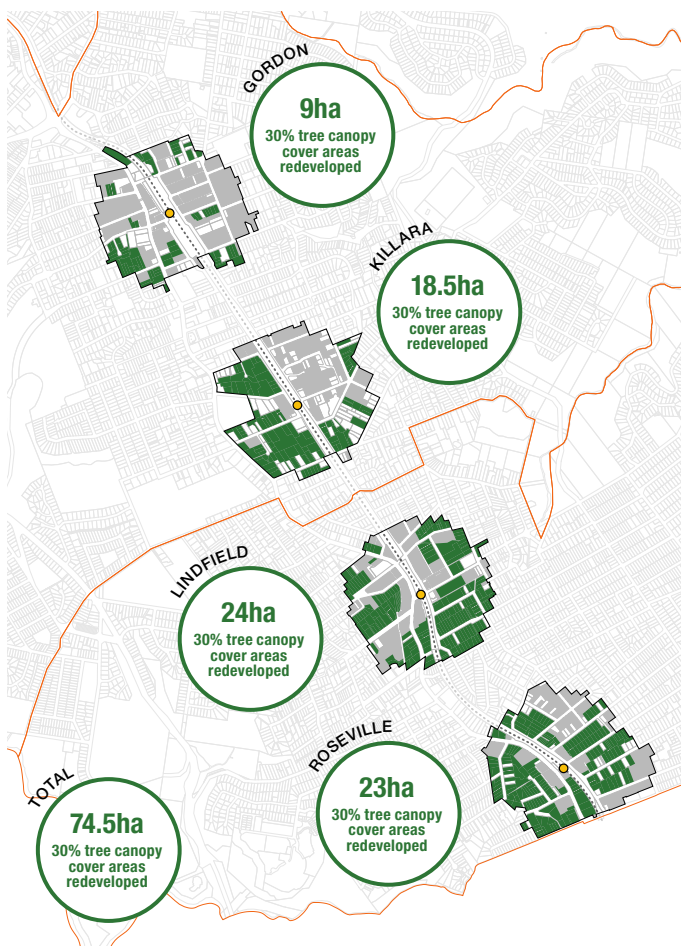 GORDON
9ha
30% tree canopy
cover areas
redeveloped
KILLARA
18.5ha
30% tree canopy
cover areas
redeveloped
LINDFIELD
24ha
30% tree canopy
cover areas
redeveloped
ROSEVILLE
23ha
30% tree canopy
cover areas
redeveloped
TOTAL
74.5ha
30% tree canopy
cover areas
redeveloped